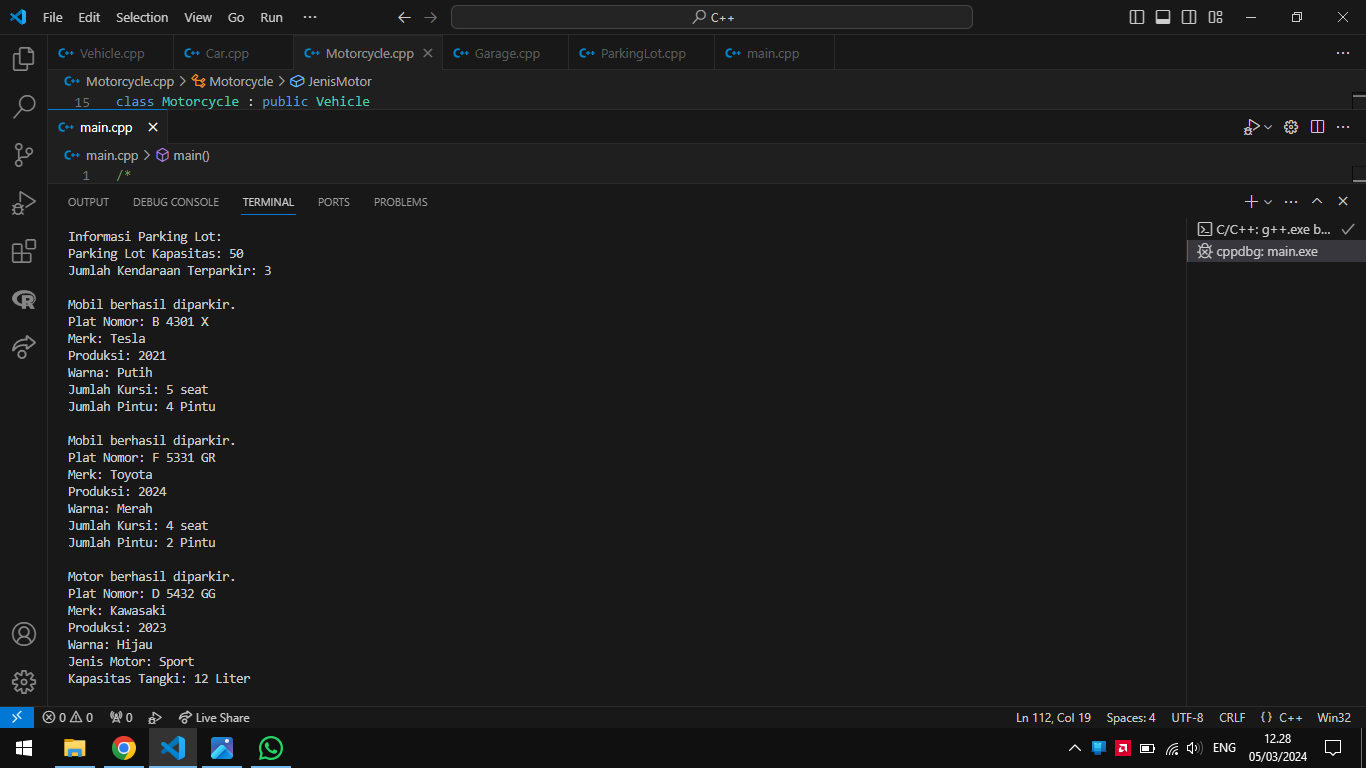 File Edit Selection View Go Run ··· C++
Vehicle.cpp Car.cpp Motorcycle.cpp Garage.cpp ParkingLot.cpp main.cpp
Motorcycle.cpp > Motorcycle > JenisMotor
15 class Motorcycle : public Vehicle
main.cpp
main.cpp > main()
1 /*
OUTPUT DEBUG CONSOLE TERMINAL PORTS PROBLEMS
C/C++: g++.exe b...
cppdbg: main.exe
Informasi Parking Lot:
Parking Lot Kapasitas: 50
Jumlah Kendaraan Terparkir: 3
Mobil berhasil diparkir.
Plat Nomor: B 4301 X
Merk: Tesla
Produksi: 2021
Warna: Putih
Jumlah Kursi: 5 seat
Jumlah Pintu: 4 Pintu
Mobil berhasil diparkir.
Plat Nomor: F 5331 GR
Merk: Toyota
Produksi: 2024
Warna: Merah
Jumlah Kursi: 4 seat
Jumlah Pintu: 2 Pintu
Motor berhasil diparkir.
Plat Nomor: D 5432 GG
Merk: Kawasaki
Produksi: 2023
Warna: Hijau
Jenis Motor: Sport
Kapasitas Tangki: 12 Liter
0 0 0 Live Share Ln 112, Col 19 Spaces: 4 UTF-8 CRLF {} C++ Win32
ENG 12.28
05/03/2024